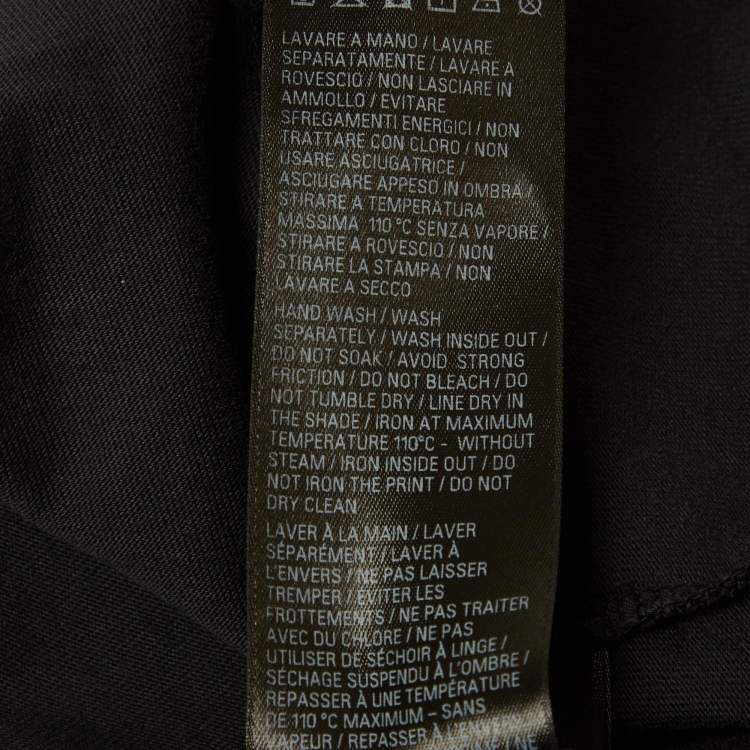 LAVARE A MANO / LAVARE
SEPARATAMENTE / LAVARE A
ROVESCIO / NON LASCIARE IN
AMMOLLO / EVITARE
SFREGAMENTI ENERGICI / NON
TRATTARE CON CLORO / NON
USARE ASCIUGATRICE /
ASCIUGARE APPESO IN OMBRA /
STIRARE A TEMPERATURA
MASSIMA 110 °C SENZA VAPORE /
STIRARE A ROVESCIO / NON
STIRARE LA STAMPA / NON
LAVARE A SECCO
HAND WASH / WASH
SEPARATELY / WASH INSIDE OUT /
DO NOT SOAK / AVOID STRONG
FRICTION / DO NOT BLEACH / DO
NOT TUMBLE DRY / LINE DRY IN
THE SHADE / IRON AT MAXIMUM
TEMPERATURE 110°C - WITHOUT
STEAM / IRON INSIDE OUT / DO
NOT IRON THE PRINT / DO NOT
DRY CLEAN
LAVER À LA MAIN / LAVER
SÉPARÉMENT / LAVER À
L'ENVERS / NE PAS LAISSER
TREMPER / ÉVITER LES
FROTTEMENTS / NE PAS TRAITER
AVEC DU CHLORE / NE PAS
UTILISER DE SÉCHOIR À LINGE /
SÉCHAGE SUSPENDU À L'OMBRE /
REPASSER À UNE TEMPÉRATURE
DE 110 °C MAXIMUM – SANS
VAPEUR / REPASSER À L'ENVERS